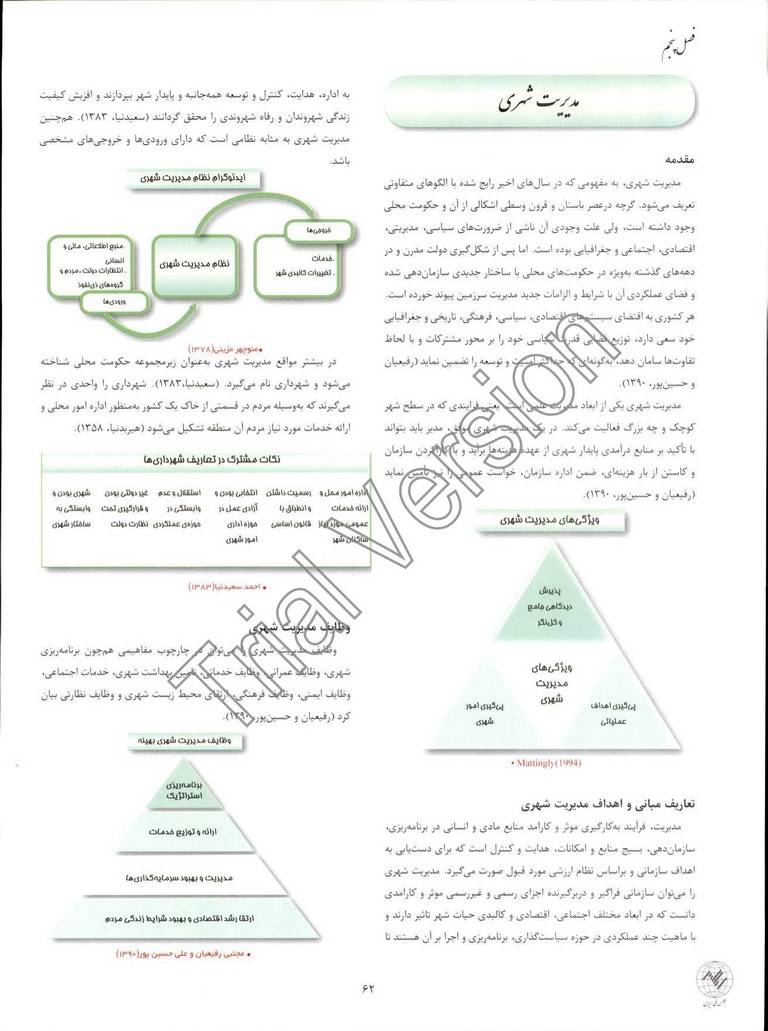 فصل پنجم
مدیریت شهری
مقدمه
مدیریت شهری، به مفهومی که در سال‌های اخیر رایج شده با الگوهای متفاوتی
تعریف می‌شود. گرچه درعصر باستان و قرون وسطی اشکالی از آن و حکومت محلی
وجود داشته است، ولی علت وجودی آن ناشی از ضرورت‌های سیاسی، مدیریتی،
اقتصادی، اجتماعی و جغرافیایی بوده است. اما پس از شکل‌گیری دولت مدرن و در
دهه‌های گذشته به‌ویژه در حکومت‌های محلی با ساختار جدیدی سازمان‌دهی شده
و فضای عملکردی آن با شرایط و الزامات جدید مدیریت سرزمین پیوند خورده است.
هر کشوری به اقتضای سیستم‌های اقتصادی، سیاسی، فرهنگی، تاریخی و جغرافیایی
خود سعی دارد، توزیع فضایی قدرت سیاسی خود را بر محور مشترکات و با لحاظ
تفاوت‌ها سامان دهد، به‌گونه‌ای که حداکثر امنیت و توسعه را تضمین نماید (رفیعیان
و حسین‌پور، ۱۳۹۰).
مدیریت شهری یکی از ابعاد مدیریت علمی است، یعنی فرایندی که در سطح شهر
کوچک و چه بزرگ فعالیت می‌کند. در یک مدیریت شهری موفق، مدیر باید بتواند
با تأکید بر منابع درآمدی پایدار شهری از عهده هزینه‌ها برآید و با کارا کردن سازمان
و کاستن از بار هزینه‌ای، ضمن اداره سازمان، خواست عمومی را نیز تامین نماید
(رفیعیان و حسین‌پور، ۱۳۹۰).
ویژگی‌های مدیریت شهری
پذیرش
دیدگاهی جامع
و کل‌نگر
ویژگی‌های
مدیریت
شهری
پی‌گیری اهداف
عملیاتی
پی‌گیری امور
شهری
• Mattingly(1994)
تعاریف مبانی و اهداف مدیریت شهری
مدیریت، فرآیند به‌کارگیری موثر و کارامد منابع مادی و انسانی در برنامه‌ریزی،
سازمان‌دهی، بسیج منابع و امکانات، هدایت و کنترل است که برای دست‌یابی به
اهداف سازمانی و براساس نظام ارزشی مورد قبول صورت می‌گیرد. مدیریت شهری
را می‌توان سازمانی فراگیر و دربرگیرنده اجزای رسمی و غیررسمی موثر و کارامدی
دانست که در ابعاد مختلف اجتماعی، اقتصادی و کالبدی حیات شهر تاثیر دارند و
با ماهیت چند عملکردی در حوزه سیاست‌گذاری، برنامه‌ریزی و اجرا بر آن هستند تا
به اداره، هدایت، کنترل و توسعه همه‌جانبه و پایدار شهر بپردازند و افزیش کیفیت
زندگی شهروندان و رفاه شهروندی را محقق گردانند (سعیدنیا، ۱۳۸۳). هم‌چنین
مدیریت شهری به مثابه نظامی است که دارای ورودی‌ها و خروجی‌های مشخصی
باشد.
ایدئوگرام نظام مدیریت شهری
خروجی‌ها
.خدمات
. تغییرات کالبدی شهر
نظام مدیریت شهری
.منبع اطلاعاتی، مالی و
انسانی
. انتظارات دولت ،مردم و
گروه‌های ذی‌نفوذ
ورودی‌ها
• منوچهر مزینی(۱۳۷۸)
در بیشتر مواقع مدیریت شهری به‌عنوان زیرمجموعه حکومت محلی شناخته
می‌شود و شهرداری نام می‌گیرد. (سعیدنیا،۱۳۸۳). شهرداری را واحدی در نظر
می‌گیرند که به‌وسیله مردم در قسمتی از خاک یک کشور به‌منظور اداره امور محلی و
ارائه خدمات مورد نیاز مردم آن منطقه تشکیل می‌شود (هیربدنیا، ۱۳۵۸).
نکات مشترک در تعاریف شهرداری‌ها
اداره امور محل و رسمیت داشتن انتخابی بودن و استقلال و عدم غیر دولتی بودن شهری بودن و
ارائه خدمات و انطباق با آزادی عمل در وابستگی در و قرارگیری تحت وابستگی به
عمومی مورد نیاز قانون اساسی حوزه اداری حوزه‌ی عملکردی نظارت دولت ساختار شهری
ساکنان شهر امور شهری
• احمد سعیدنیا(۱۳۸۳)
وظایف مدیریت شهری
وظایف مدیریت شهری را می‌توان در چارچوب مفاهیمی هم‌چون برنامه‌ریزی
شهری، وظایف عمرانی، وظایف خدماتی، تامین بهداشت شهری، خدمات اجتماعی،
وظایف ایمنی، وظایف فرهنگی، ارتقای محیط زیست شهری و وظایف نظارتی بیان
کرد (رفیعیان و حسین‌پور، ۱۳۹۰).
وظایف مدیریت شهری بهینه
برنامه‌ریزی
استراتژیک
ارائه و توزیع خدمات
مدیریت و بهبود سرمایه‌گذاری‌ها
ارتقا رشد اقتصادی و بهبود شرایط زندگی مردم
• مجتبی رفیعیان و علی حسین پور(۱۳۹۰)
۶۲
Trial Version